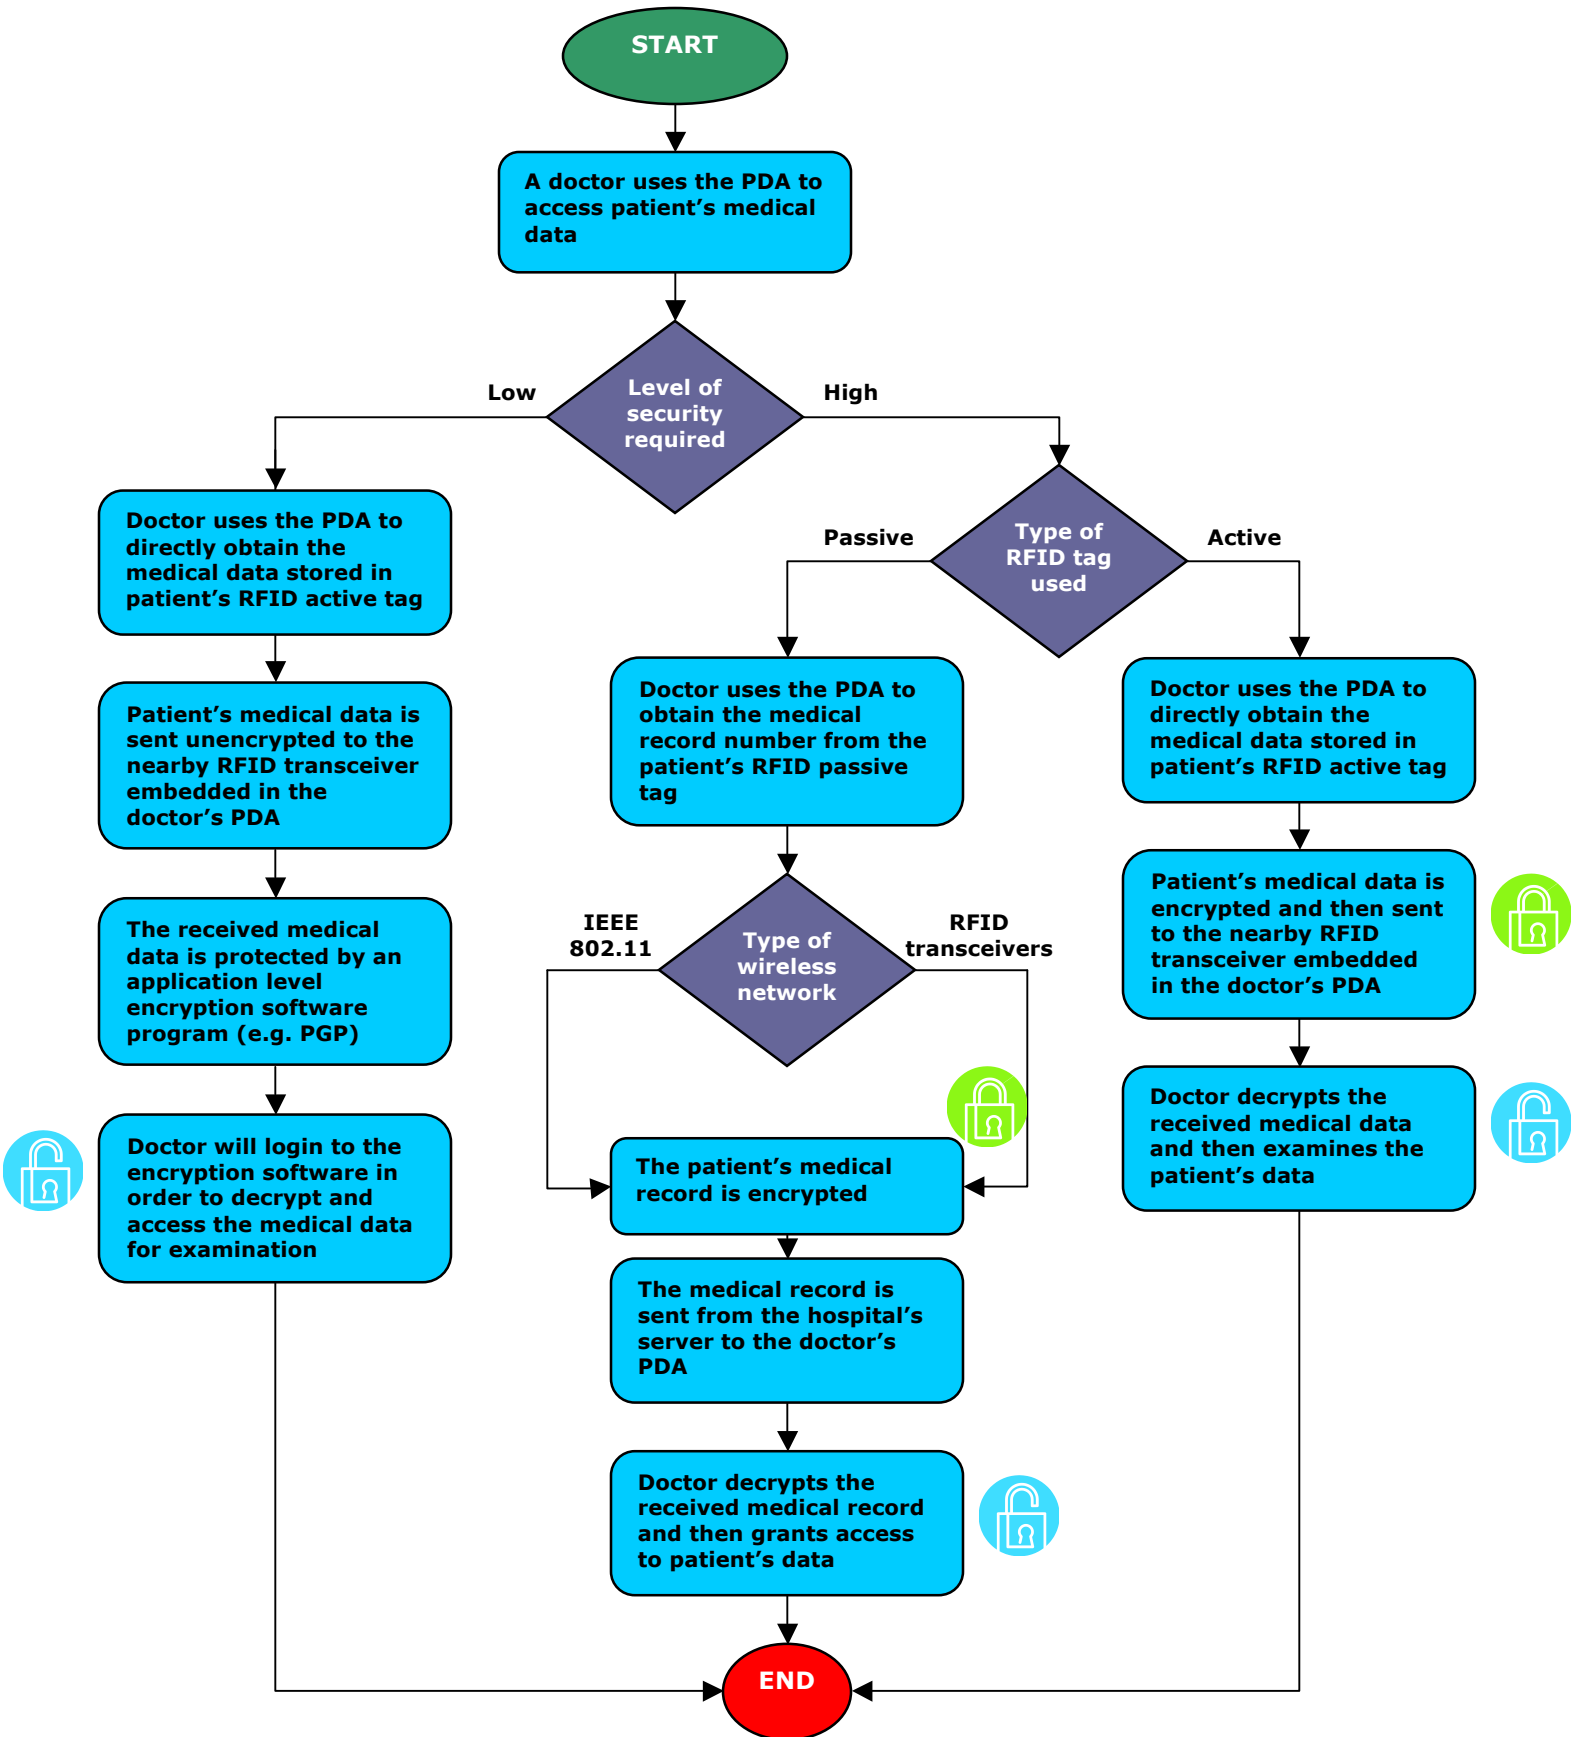 START
A doctor uses the PDA to
access patient’s medical
data
Level of
security
required
Low
High
Doctor uses the PDA to
directly obtain the
medical data stored in
patient’s RFID active tag
Patient’s medical data is
sent unencrypted to the
nearby RFID transceiver
embedded in the
doctor’s PDA
The received medical
data is protected by an
application level
encryption software
program (e.g. PGP)
Doctor will login to the
encryption software in
order to decrypt and
access the medical data
for examination
Type of
RFID tag
used
Passive
Active
Doctor uses the PDA to
obtain the medical
record number from the
patient’s RFID passive
tag
Type of
wireless
network
IEEE
802.11
RFID
transceivers
The patient’s medical
record is encrypted
The medical record is
sent from the hospital’s
server to the doctor’s
PDA
Doctor decrypts the
received medical record
and then grants access
to patient’s data
Doctor uses the PDA to
directly obtain the
medical data stored in
patient’s RFID active tag
Patient’s medical data is
encrypted and then sent
to the nearby RFID
transceiver embedded
in the doctor’s PDA
Doctor decrypts the
received medical data
and then examines the
patient’s data
END